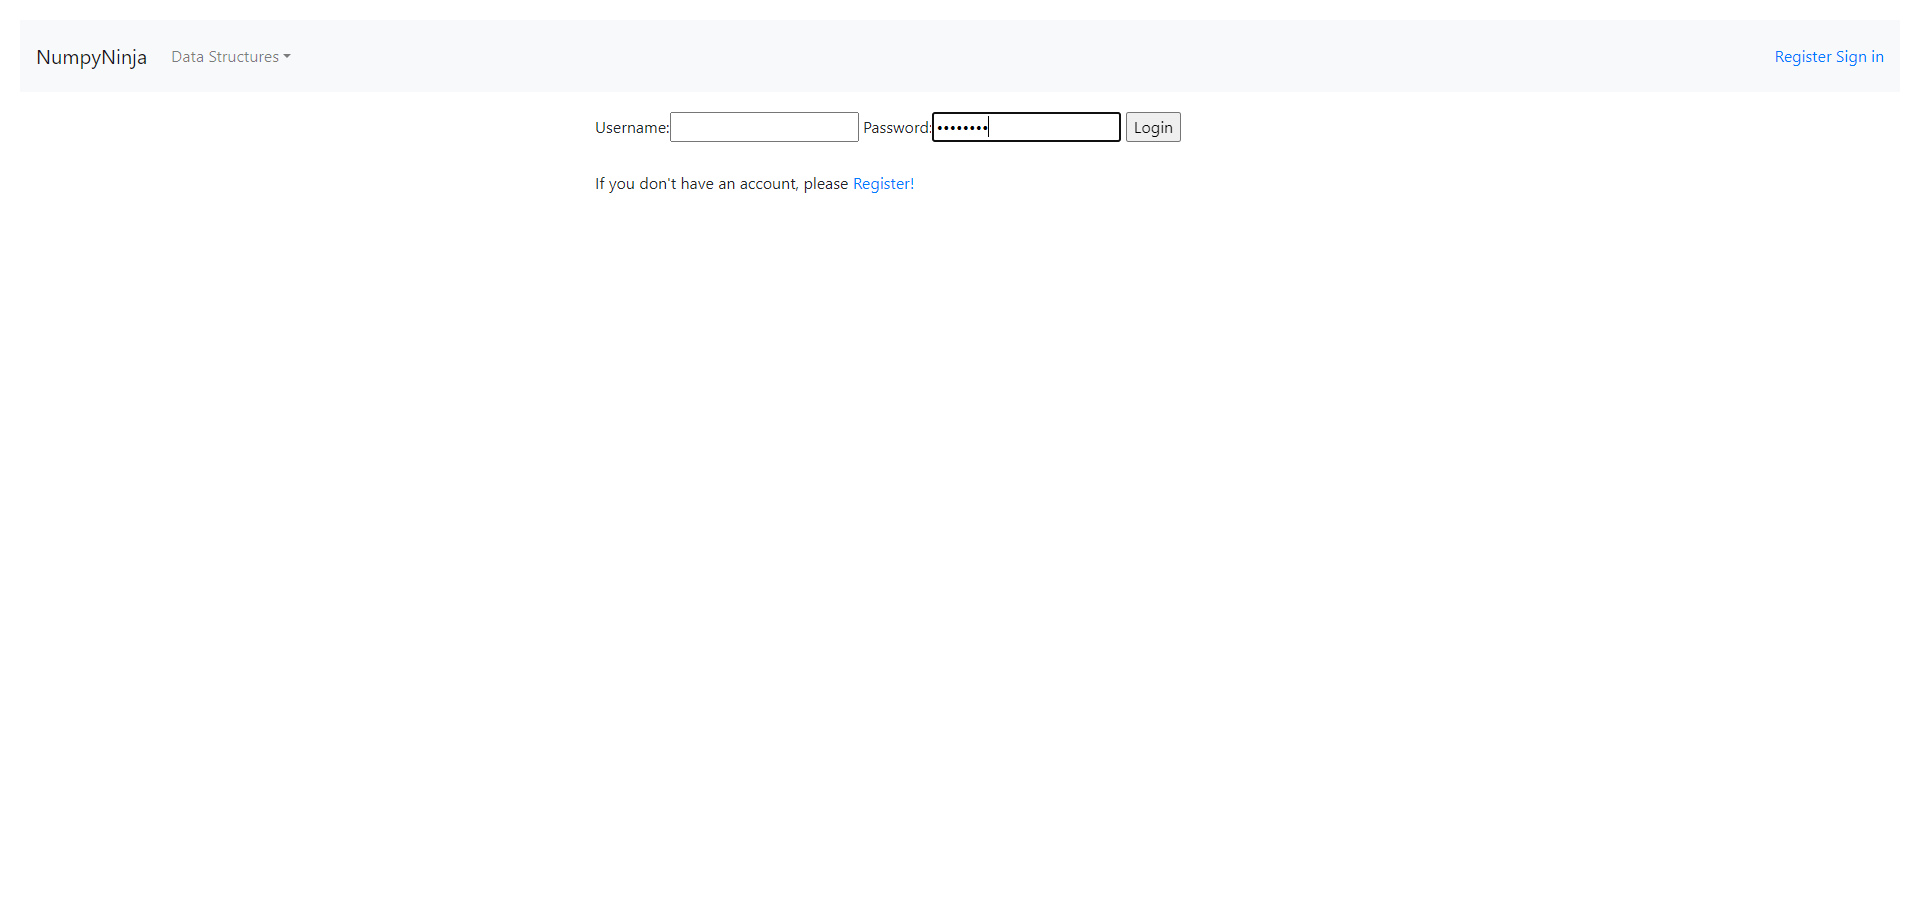 NumpyNinja Data Structures Register Sign in
Username: Password: •••••••• Login
If you don't have an account, please Register!